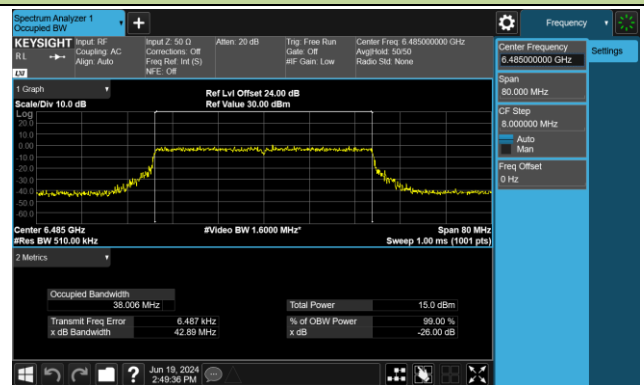 Spectrum Analyzer 1
Occupied BW
Frequency
KEYSIGHT
Input: RF
Input Z: 50 Ω
Atten: 20 dB
Trig: Free Run
Center Freq: 6.485000000 GHz
R L
Coupling: AC
Corrections: Off
Gate: Off
Avg|Hold: 50/50
Align: Auto
Freq Ref: Int (S)
#IF Gain: Low
Radio Std: None
NFE: Off
LXI
Center Frequency
6.485000000 GHz
Settings
Span
80.000 MHz
CF Step
8.000000 MHz
Auto
Man
Freq Offset
0 Hz
1 Graph
Ref Lvl Offset 24.00 dB
Scale/Div 10.0 dB
Ref Value 30.00 dBm
Log
20.0
10.0
0.00
-10.0
-20.0
-30.0
-40.0
-50.0
-60.0
Center 6.485 GHz
#Video BW 1.6000 MHz*
Span 80 MHz
#Res BW 510.00 kHz
Sweep 1.00 ms (1001 pts)
2 Metrics
Occupied Bandwidth
38.006 MHz
Total Power
15.0 dBm
Transmit Freq Error
6.487 kHz
% of OBW Power
99.00 %
x dB Bandwidth
42.89 MHz
x dB
-26.00 dB
?
Jun 19, 2024
2:49:36 PM